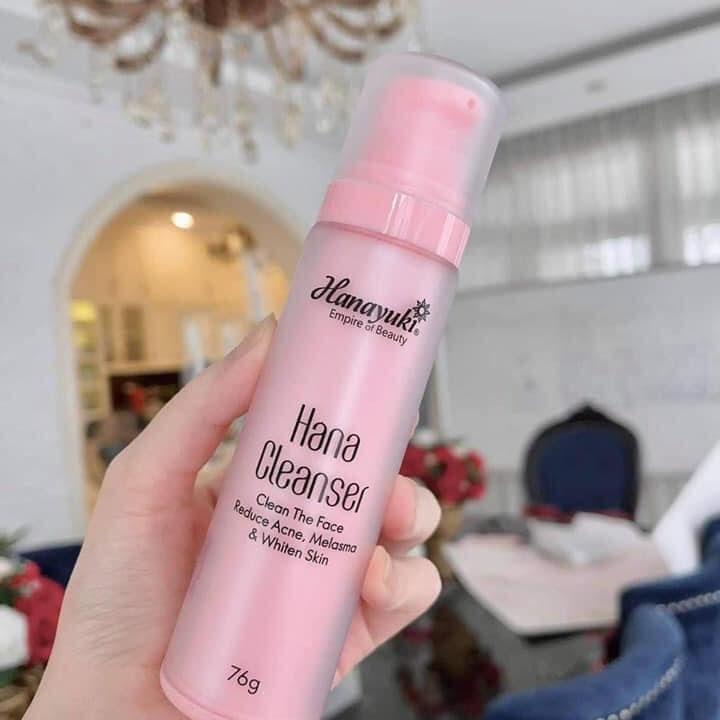 Hanayuki®
Empire of Beauty
Hana
Cleanser
Clean The Face
Reduce Acne, Melasma
& Whiten Skin
76g